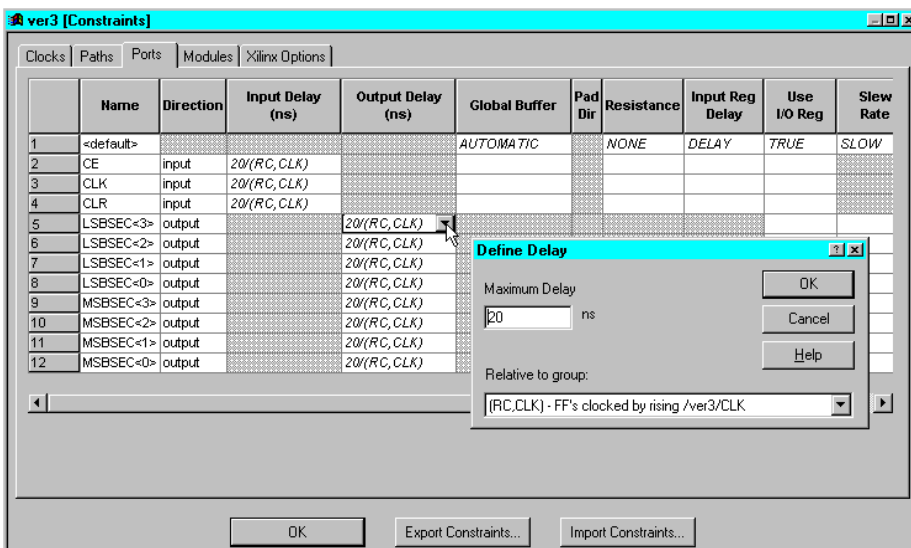 ver3 [Constraints]
Clocks Paths Ports Modules Xilinx Options
Name Direction Input Delay (ns) Output Delay (ns) Global Buffer Pad Dir Resistance Input Reg Delay Use I/O Reg Slew Rate
1 <default> AUTOMATIC NONE DELAY TRUE SLOW
2 CE input 20/(RC,CLK)
3 CLK input 20/(RC,CLK)
4 CLR input 20/(RC,CLK)
5 LSBSEC<3> output 20/(RC,CLK)
6 LSBSEC<2> output 20/(RC,CLK)
7 LSBSEC<1> output 20/(RC,CLK)
8 LSBSEC<0> output 20/(RC,CLK)
9 MSBSEC<3> output 20/(RC,CLK)
10 MSBSEC<2> output 20/(RC,CLK)
11 MSBSEC<1> output 20/(RC,CLK)
12 MSBSEC<0> output 20/(RC,CLK)
Define Delay
Maximum Delay
20 ns
OK
Cancel
Help
Relative to group:
(RC,CLK) - FF's clocked by rising /ver3/CLK
OK Export Constraints... Import Constraints...